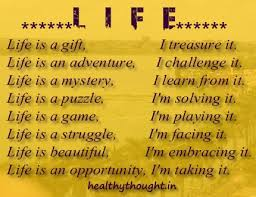 ******L I F E******
Life is a gift, I treasure it.
Life is an adventure, I challenge it.
Life is a mystery, I learn from it.
Life is a puzzle, I'm solving it.
Life is a game, I'm playing it.
Life is a struggle, I'm facing it.
Life is beautiful, I'm embracing it.
Life is an opportunity, I'm taking it.
healthythought.in